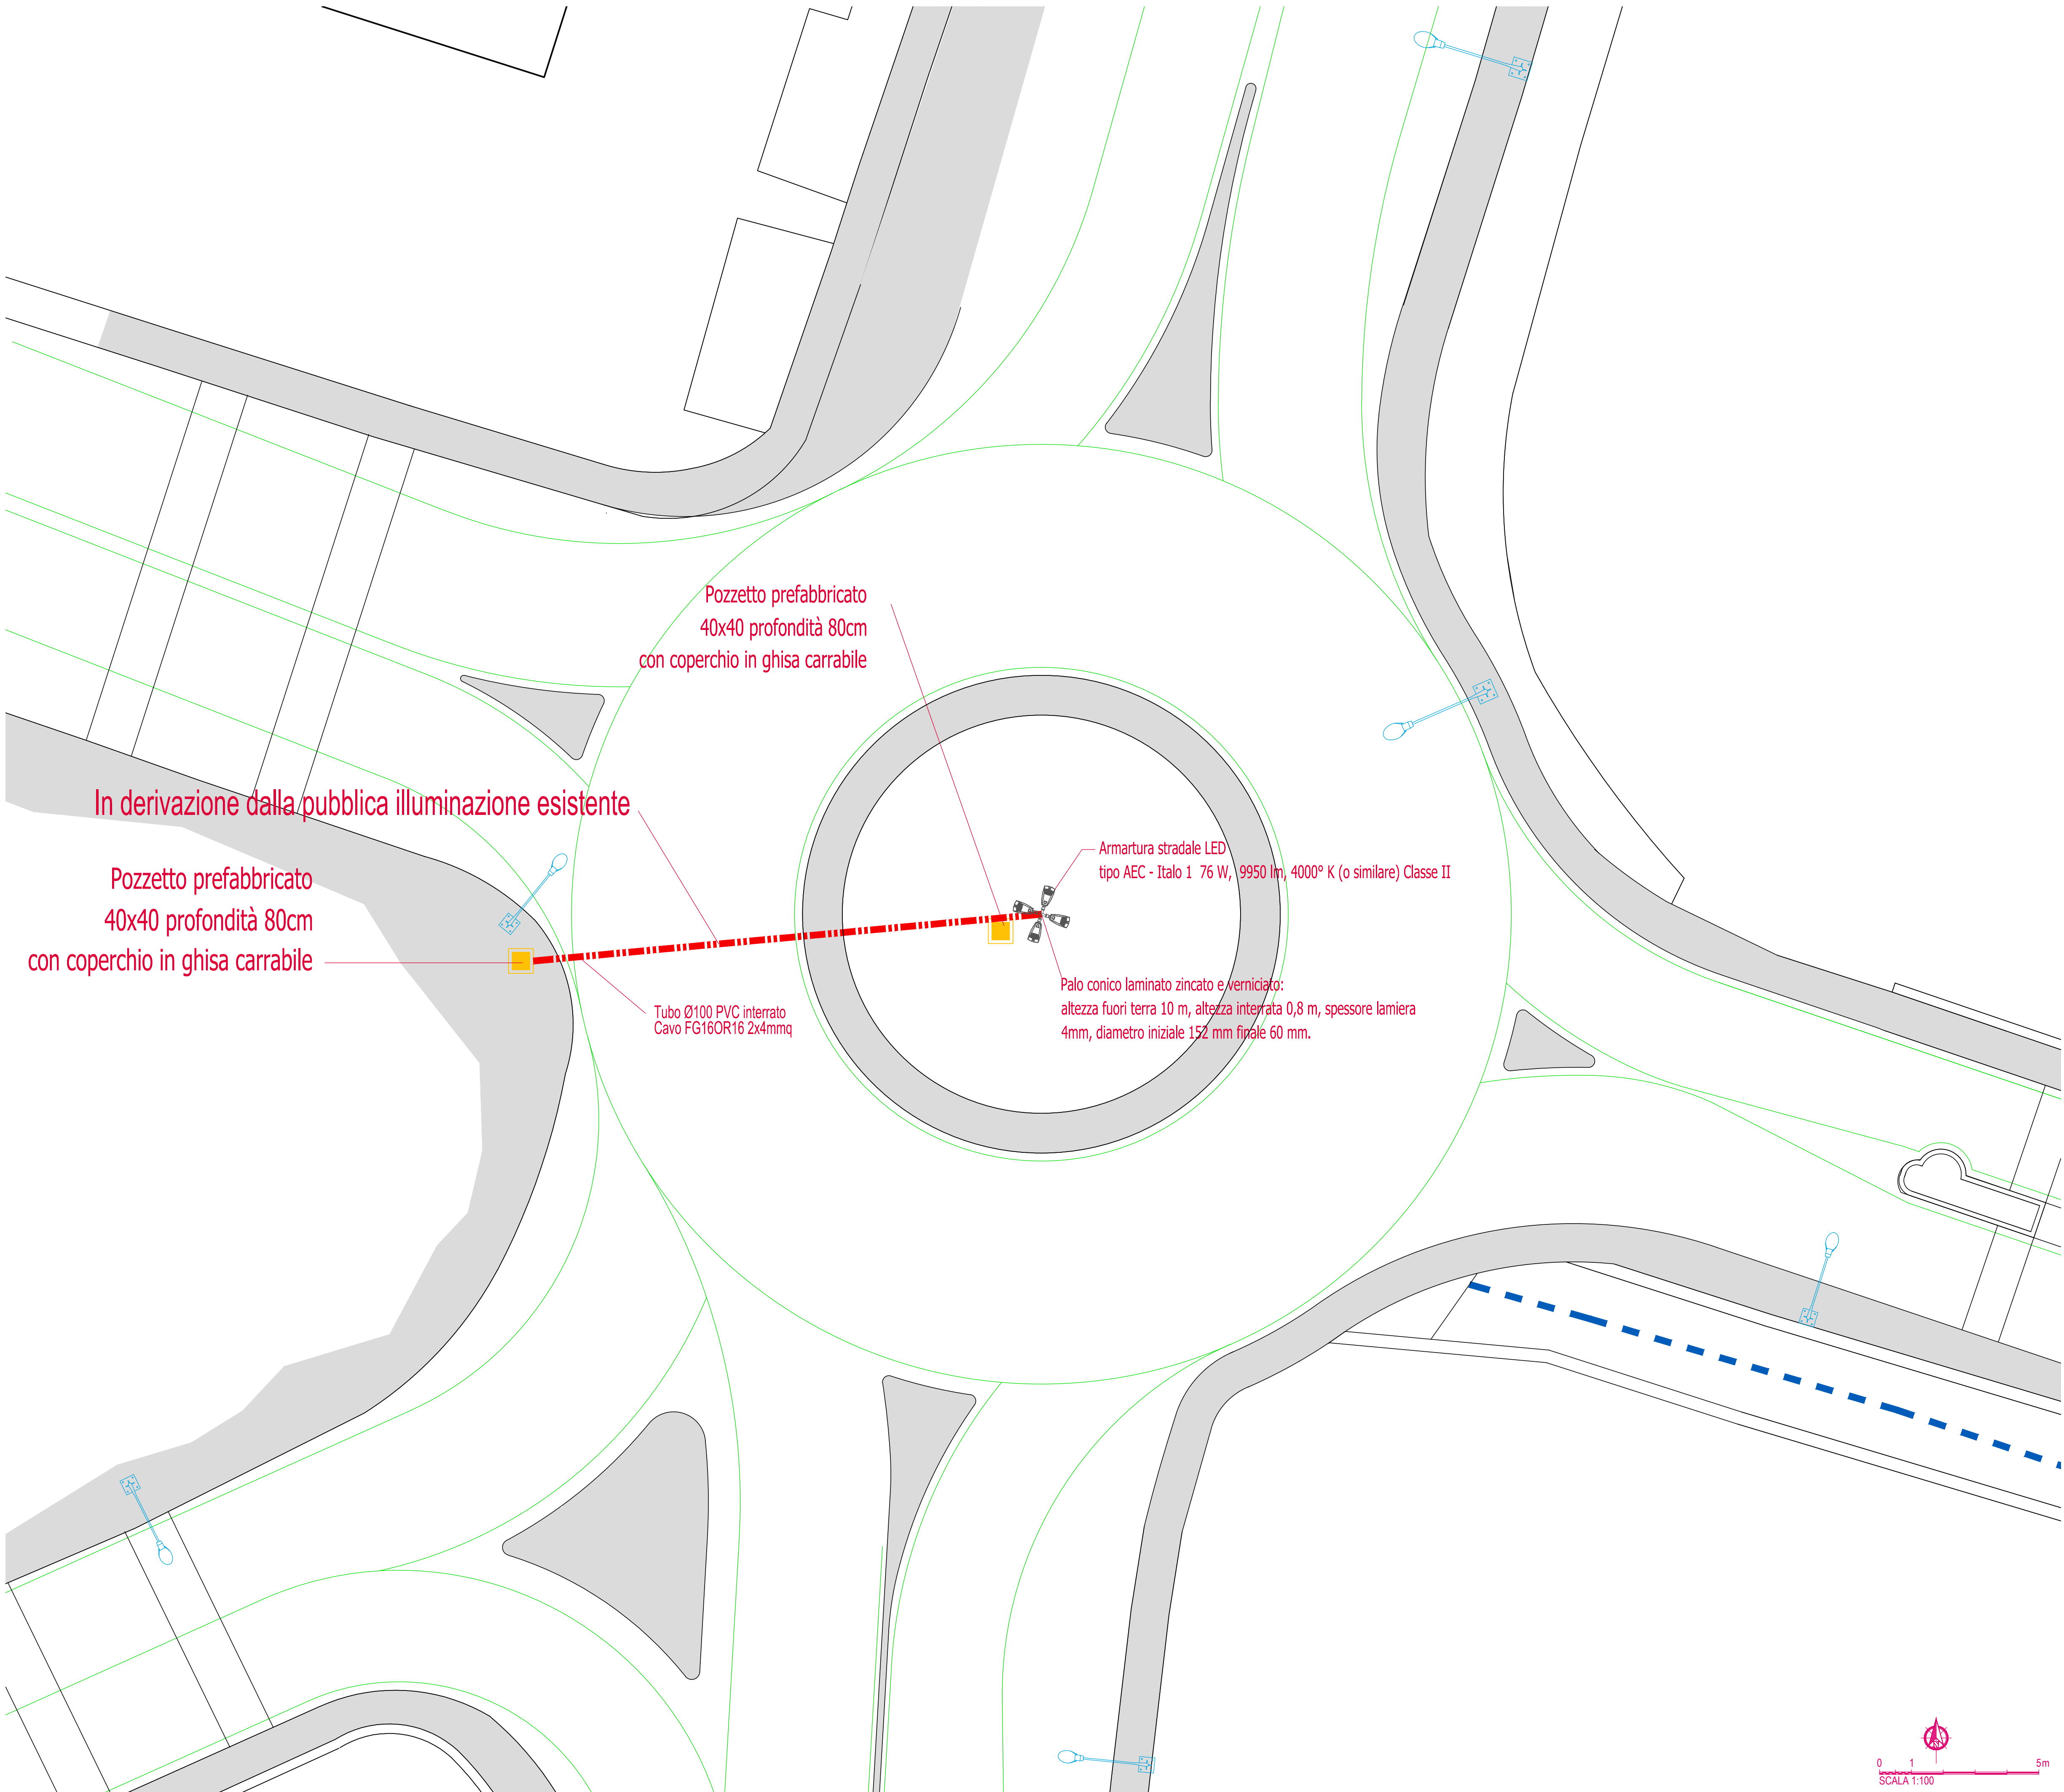 Pozzetto prefabbricato
40x40 profondità 80cm
con coperchio in ghisa carrabile
In derivazione dalla pubblica illuminazione esistente
Pozzetto prefabbricato
40x40 profondità 80cm
con coperchio in ghisa carrabile
Armartura stradale LED
tipo AEC - Italo 1 76 W, 9950 lm, 4000° K (o similare) Classe II
Palo conico laminato zincato e verniciato:
altezza fuori terra 10 m, altezza interrata 0,8 m, spessore lamiera
4mm, diametro iniziale 152 mm finale 60 mm.
Tubo Ø100 PVC interrato
Cavo FG16OR16 2x4mmq
0 1 5m
SCALA 1:100